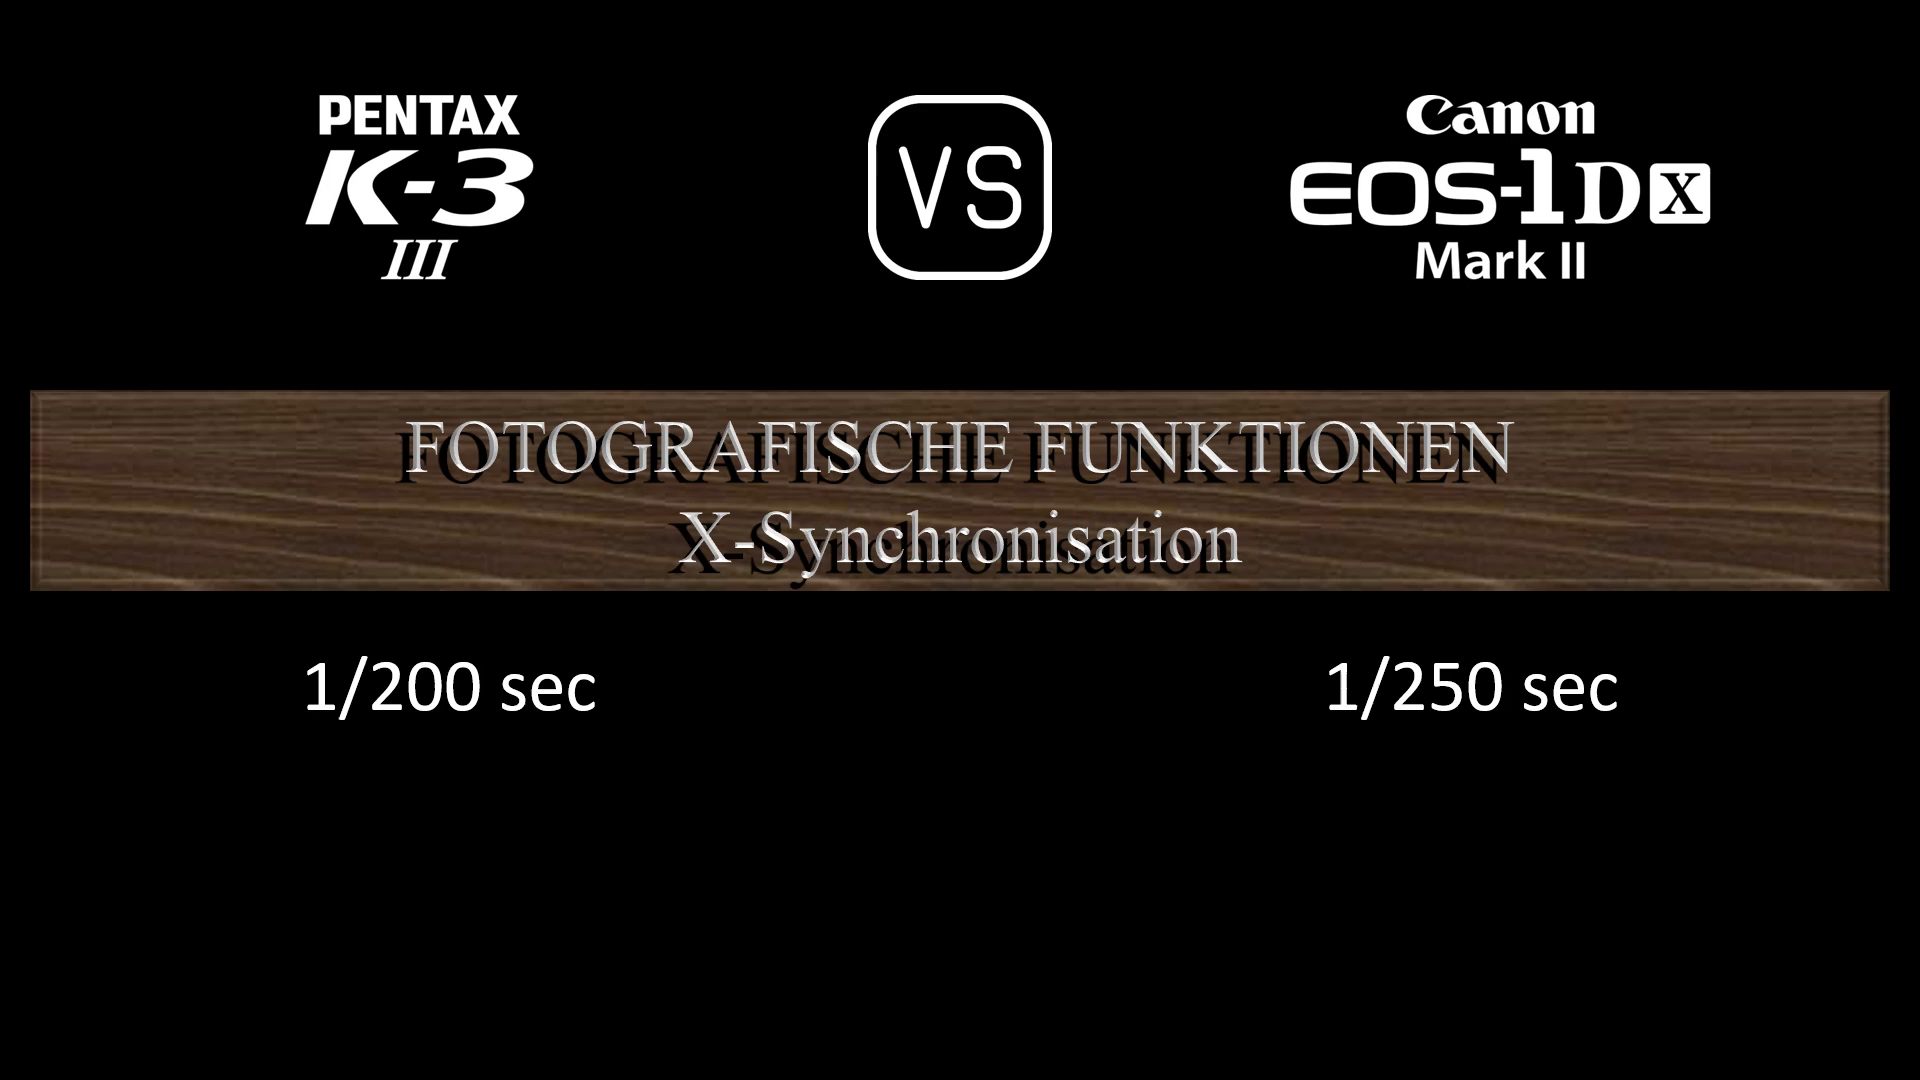 PENTAX
K-3
III
VS
Canon
EOS-1D X
Mark II
FOTOGRAFISCHE FUNKTIONEN
X-Synchronisation
1/200 sec
1/250 sec